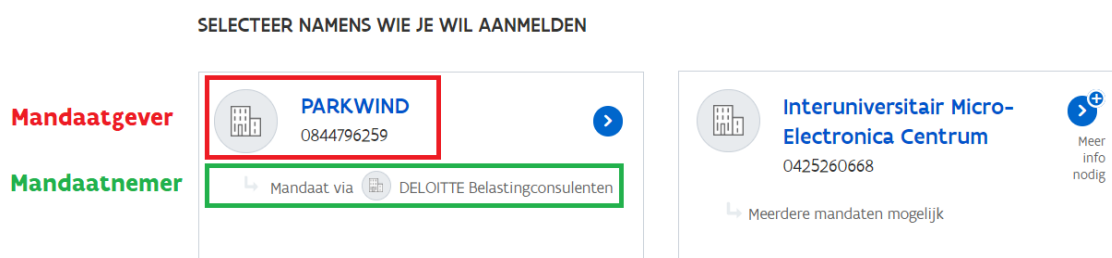 SELECTEER NAMENS WIE JE WIL AANMELDEN
Mandaatgever
PARKWIND
0844796259
Mandaatnemer
Mandaat via DELOITTE Belastingconsulenten
Interuniversitair Micro-
Electronica Centrum
0425260668
Meer
info
nodig
Meerdere mandaten mogelijk